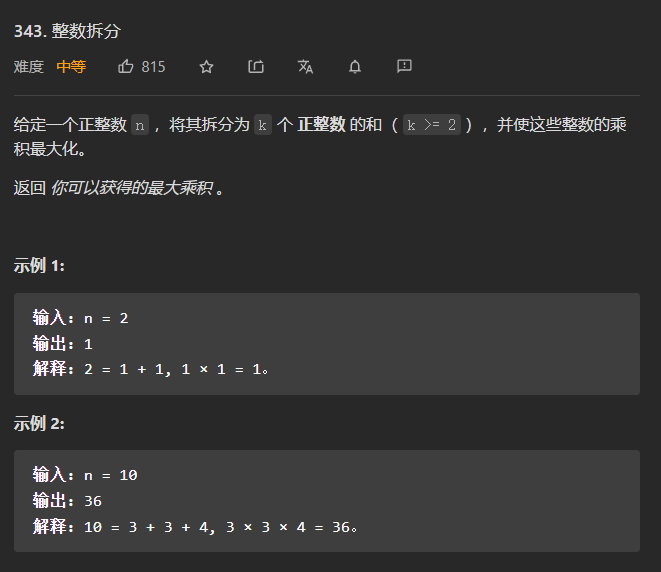 343. 整数拆分
难度 中等 815
给定一个正整数 n ，将其拆分为 k 个 正整数 的和（ k >= 2 ），并使这些整数的乘
积最大化。
返回 你可以获得的最大乘积 。
示例 1:
输入：n = 2
输出：1
解释：2 = 1 + 1, 1 × 1 = 1。
示例 2:
输入：n = 10
输出：36
解释：10 = 3 + 3 + 4, 3 × 3 × 4 = 36。